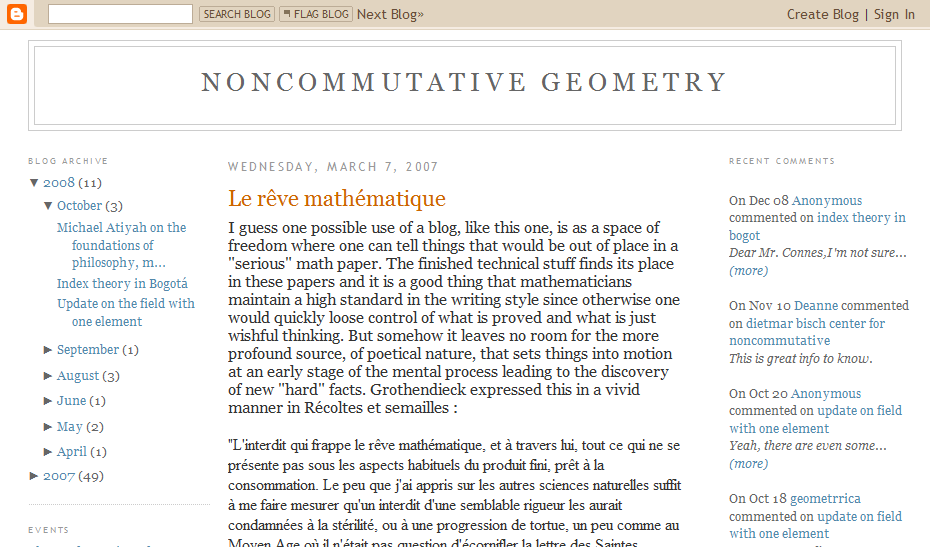 SEARCH BLOG FLAG BLOG Next Blog» Create Blog | Sign In
NONCOMMUTATIVE GEOMETRY
BLOG ARCHIVE
▼ 2008 (11)
▼ October (3)
Michael Atiyah on the
foundations of
philosophy, m...
Index theory in Bogotá
Update on the field with
one element
► September (1)
► August (3)
► June (1)
► May (2)
► April (1)
► 2007 (49)
EVENTS
WEDNESDAY, MARCH 7, 2007
Le rêve mathématique
I guess one possible use of a blog, like this one, is as a space of
freedom where one can tell things that would be out of place in a
"serious" math paper. The finished technical stuff finds its place
in these papers and it is a good thing that mathematicians
maintain a high standard in the writing style since otherwise one
would quickly loose control of what is proved and what is just
wishful thinking. But somehow it leaves no room for the more
profound source, of poetical nature, that sets things into motion
at an early stage of the mental process leading to the discovery
of new "hard" facts. Grothendieck expressed this in a vivid
manner in Récoltes et semailles :
"L'interdit qui frappe le rêve mathématique, et à travers lui, tout ce qui ne se
présente pas sous les aspects habituels du produit fini, prêt à la
consommation. Le peu que j'ai appris sur les autres sciences naturelles suffit
à me faire mesurer qu'un interdit d'une semblable rigueur les aurait
condamnées à la stérilité, ou à une progression de tortue, un peu comme au
Moyen Age où il n'était pas question d'écornifler la lettre des Saintes
RECENT COMMENTS
On Dec 08 Anonymous
commented on index theory in
bogot
Dear Mr. Connes,I'm not sure...
(more)
On Nov 10 Deanne commented
on dietmar bisch center for
noncommutative
This is great info to know.
On Oct 20 Anonymous
commented on update on field
with one element
Yeah, there are even some...
(more)
On Oct 18 geometrrica
commented on update on field
with one element